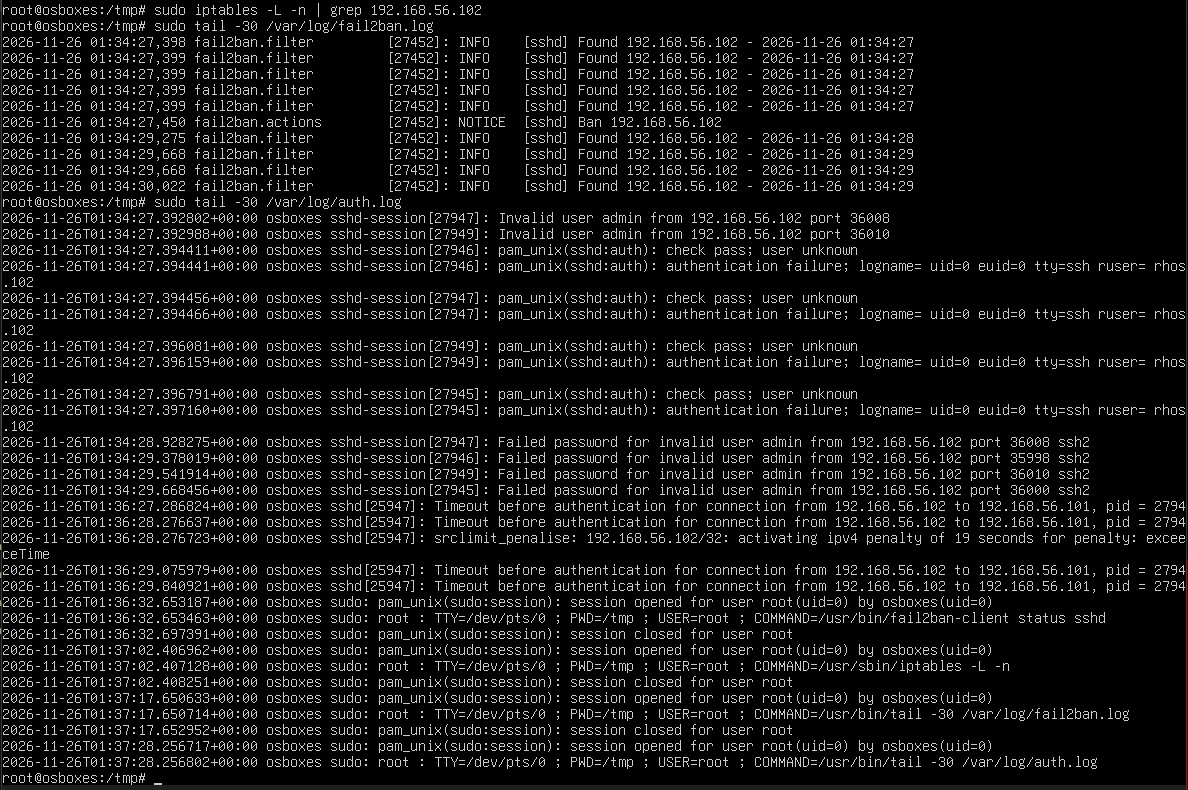 root@osboxes:/tmp# sudo iptables -L -n | grep 192.168.56.102
root@osboxes:/tmp# sudo tail -30 /var/log/fail2ban.log
2026-11-26 01:34:27,398 fail2ban.filter         [27452]: INFO    [sshd] Found 192.168.56.102 - 2026-11-26 01:34:27
2026-11-26 01:34:27,399 fail2ban.filter         [27452]: INFO    [sshd] Found 192.168.56.102 - 2026-11-26 01:34:27
2026-11-26 01:34:27,399 fail2ban.filter         [27452]: INFO    [sshd] Found 192.168.56.102 - 2026-11-26 01:34:27
2026-11-26 01:34:27,399 fail2ban.filter         [27452]: INFO    [sshd] Found 192.168.56.102 - 2026-11-26 01:34:27
2026-11-26 01:34:27,399 fail2ban.filter         [27452]: INFO    [sshd] Found 192.168.56.102 - 2026-11-26 01:34:27
2026-11-26 01:34:27,450 fail2ban.actions        [27452]: NOTICE  [sshd] Ban 192.168.56.102
2026-11-26 01:34:29,275 fail2ban.filter         [27452]: INFO    [sshd] Found 192.168.56.102 - 2026-11-26 01:34:28
2026-11-26 01:34:29,668 fail2ban.filter         [27452]: INFO    [sshd] Found 192.168.56.102 - 2026-11-26 01:34:29
2026-11-26 01:34:29,668 fail2ban.filter         [27452]: INFO    [sshd] Found 192.168.56.102 - 2026-11-26 01:34:29
2026-11-26 01:34:30,022 fail2ban.filter         [27452]: INFO    [sshd] Found 192.168.56.102 - 2026-11-26 01:34:29
root@osboxes:/tmp# sudo tail -30 /var/log/auth.log
2026-11-26T01:34:27.392802+00:00 osboxes sshd-session[27947]: Invalid user admin from 192.168.56.102 port 36008
2026-11-26T01:34:27.392988+00:00 osboxes sshd-session[27949]: Invalid user admin from 192.168.56.102 port 36010
2026-11-26T01:34:27.394411+00:00 osboxes sshd-session[27946]: pam_unix(sshd:auth): check pass; user unknown
2026-11-26T01:34:27.394441+00:00 osboxes sshd-session[27946]: pam_unix(sshd:auth): authentication failure; logname= uid=0 euid=0 tty=ssh ruser= rhos
.102
2026-11-26T01:34:27.394456+00:00 osboxes sshd-session[27947]: pam_unix(sshd:auth): check pass; user unknown
2026-11-26T01:34:27.394466+00:00 osboxes sshd-session[27947]: pam_unix(sshd:auth): authentication failure; logname= uid=0 euid=0 tty=ssh ruser= rhos
.102
2026-11-26T01:34:27.396081+00:00 osboxes sshd-session[27949]: pam_unix(sshd:auth): check pass; user unknown
2026-11-26T01:34:27.396159+00:00 osboxes sshd-session[27949]: pam_unix(sshd:auth): authentication failure; logname= uid=0 euid=0 tty=ssh ruser= rhos
.102
2026-11-26T01:34:27.396791+00:00 osboxes sshd-session[27945]: pam_unix(sshd:auth): check pass; user unknown
2026-11-26T01:34:27.397160+00:00 osboxes sshd-session[27945]: pam_unix(sshd:auth): authentication failure; logname= uid=0 euid=0 tty=ssh ruser= rhos
.102
2026-11-26T01:34:28.928275+00:00 osboxes sshd-session[27947]: Failed password for invalid user admin from 192.168.56.102 port 36008 ssh2
2026-11-26T01:34:29.378019+00:00 osboxes sshd-session[27946]: Failed password for invalid user admin from 192.168.56.102 port 35998 ssh2
2026-11-26T01:34:29.541914+00:00 osboxes sshd-session[27949]: Failed password for invalid user admin from 192.168.56.102 port 36010 ssh2
2026-11-26T01:34:29.668456+00:00 osboxes sshd-session[27945]: Failed password for invalid user admin from 192.168.56.102 port 36000 ssh2
2026-11-26T01:36:27.286824+00:00 osboxes sshd[25947]: Timeout before authentication for connection from 192.168.56.102 to 192.168.56.101, pid = 2794
2026-11-26T01:36:28.276637+00:00 osboxes sshd[25947]: Timeout before authentication for connection from 192.168.56.102 to 192.168.56.101, pid = 2794
2026-11-26T01:36:28.276723+00:00 osboxes sshd[25947]: srclimit_penalise: 192.168.56.102/32: activating ipv4 penalty of 19 seconds for penalty: excee
ceTime
2026-11-26T01:36:29.075979+00:00 osboxes sshd[25947]: Timeout before authentication for connection from 192.168.56.102 to 192.168.56.101, pid = 2794
2026-11-26T01:36:29.840921+00:00 osboxes sshd[25947]: Timeout before authentication for connection from 192.168.56.102 to 192.168.56.101, pid = 2794
2026-11-26T01:36:32.653187+00:00 osboxes sudo: pam_unix(sudo:session): session opened for user root(uid=0) by osboxes(uid=0)
2026-11-26T01:36:32.653463+00:00 osboxes sudo: root : TTY=/dev/pts/0 ; PWD=/tmp ; USER=root ; COMMAND=/usr/bin/fail2ban-client status sshd
2026-11-26T01:36:32.697391+00:00 osboxes sudo: pam_unix(sudo:session): session closed for user root
2026-11-26T01:37:02.406962+00:00 osboxes sudo: pam_unix(sudo:session): session opened for user root(uid=0) by osboxes(uid=0)
2026-11-26T01:37:02.407128+00:00 osboxes sudo: root : TTY=/dev/pts/0 ; PWD=/tmp ; USER=root ; COMMAND=/usr/sbin/iptables -L -n
2026-11-26T01:37:02.408251+00:00 osboxes sudo: pam_unix(sudo:session): session closed for user root
2026-11-26T01:37:17.650633+00:00 osboxes sudo: pam_unix(sudo:session): session opened for user root(uid=0) by osboxes(uid=0)
2026-11-26T01:37:17.650714+00:00 osboxes sudo: root : TTY=/dev/pts/0 ; PWD=/tmp ; USER=root ; COMMAND=/usr/bin/tail -30 /var/log/fail2ban.log
2026-11-26T01:37:17.652952+00:00 osboxes sudo: pam_unix(sudo:session): session closed for user root
2026-11-26T01:37:28.256717+00:00 osboxes sudo: pam_unix(sudo:session): session opened for user root(uid=0) by osboxes(uid=0)
2026-11-26T01:37:28.256802+00:00 osboxes sudo: root : TTY=/dev/pts/0 ; PWD=/tmp ; USER=root ; COMMAND=/usr/bin/tail -30 /var/log/auth.log
root@osboxes:/tmp# _